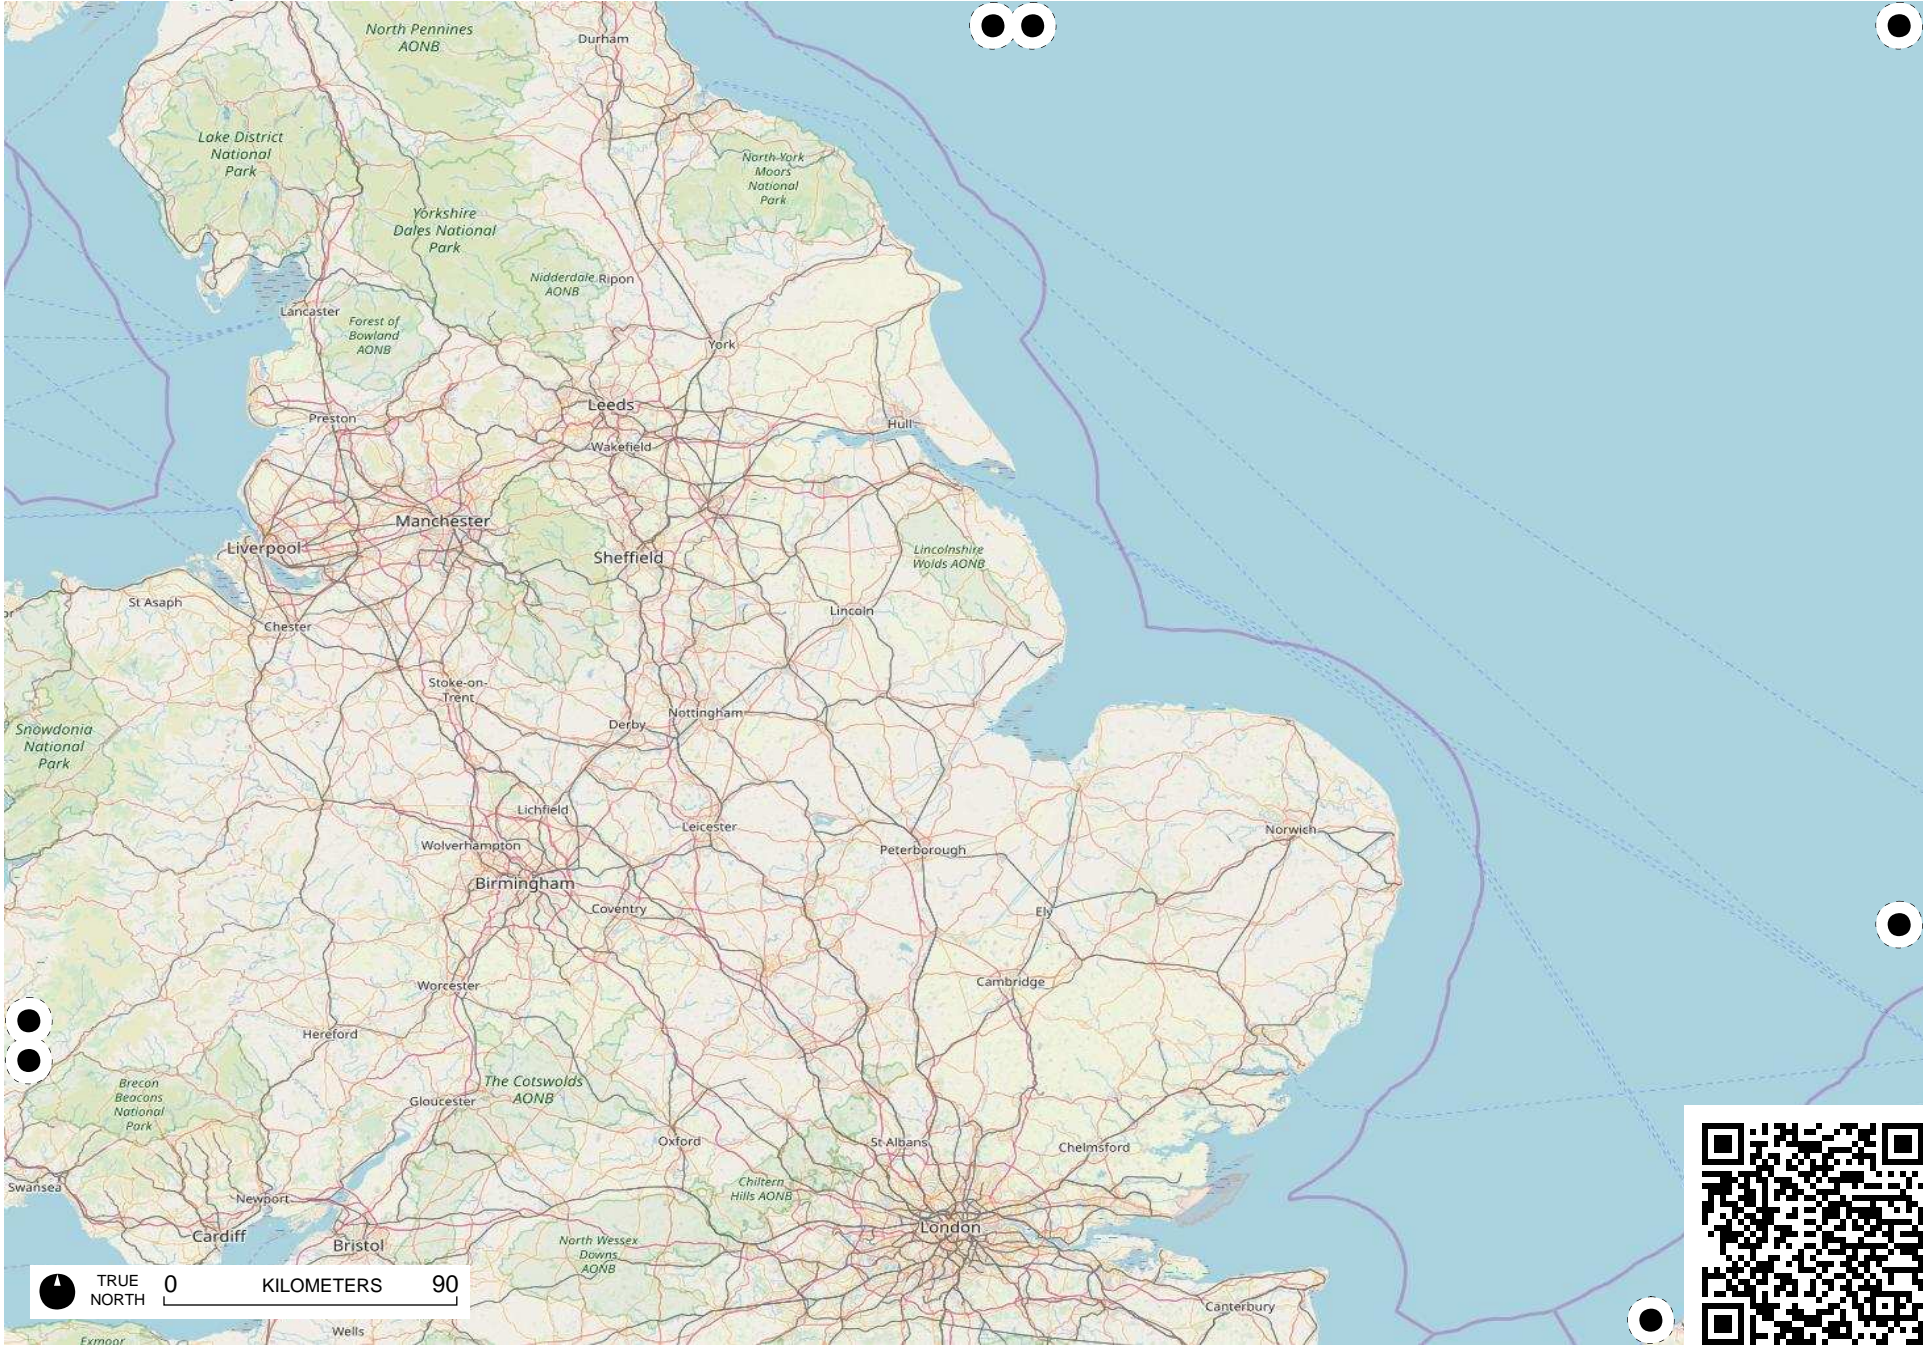 North Pennines
AONB
Durham
Lake District
National
Park
North York
Moors
National
Park
Yorkshire
Dales National
Park
Nidderdale
AONB
Ripon
Lancaster
Forest of
Bowland
AONB
York
Leeds
Preston
Hull
Wakefield
Manchester
Liverpool
Sheffield
Lincolnshire
Wolds AONB
St Asaph
Lincoln
Chester
Stoke-on-
Trent
Nottingham
Derby
Snowdonia
National
Park
Lichfield
Leicester
Norwich
Wolverhampton
Peterborough
Birmingham
Coventry
Ely
Worcester
Cambridge
Hereford
Brecon
Beacons
National
Park
The Cotswolds
AONB
Gloucester
Oxford
St Albans
Chelmsford
Swansea
Newport
Chiltern
Hills AONB
London
Cardiff
Bristol
North Wessex
Downs
AONB
TRUE
NORTH
0 KILOMETERS 90
Canterbury
Wells
Exmoor